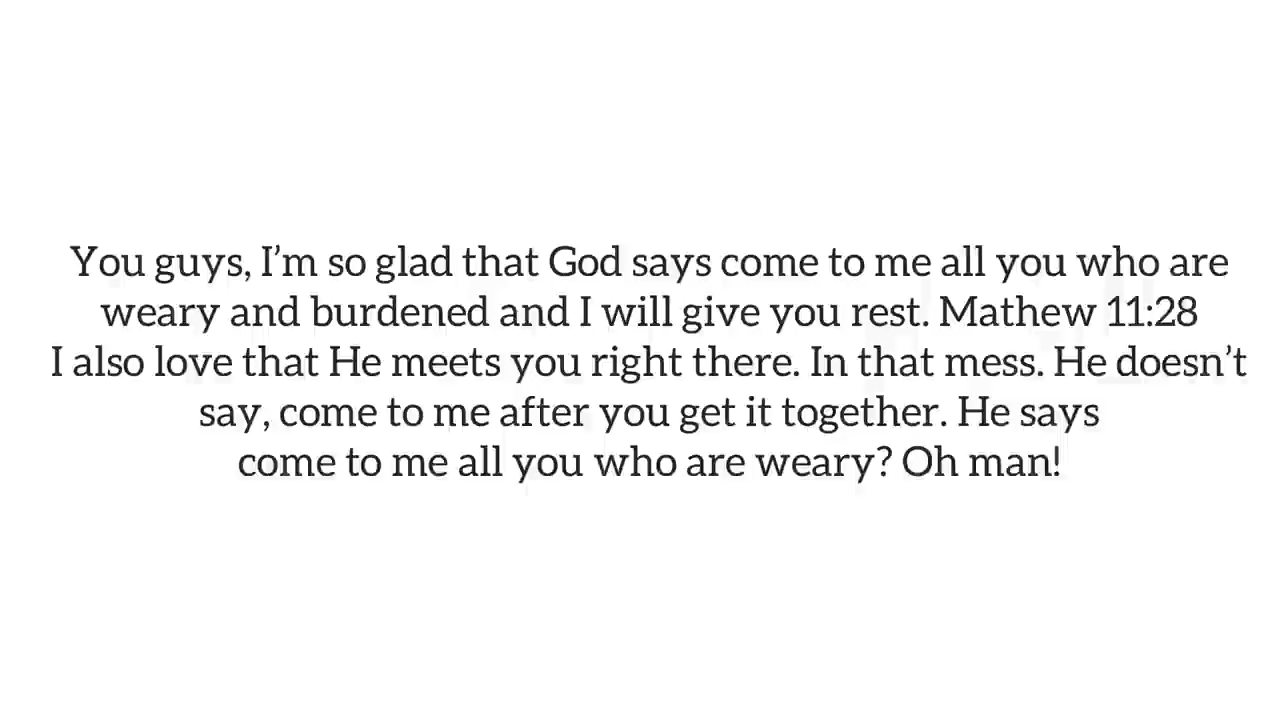 You guys, I’m so glad that God says come to me all you who are
weary and burdened and I will give you rest. Mathew 11:28
I also love that He meets you right there. In that mess. He doesn’t
say, come to me after you get it together. He says
come to me all you who are weary? Oh man!